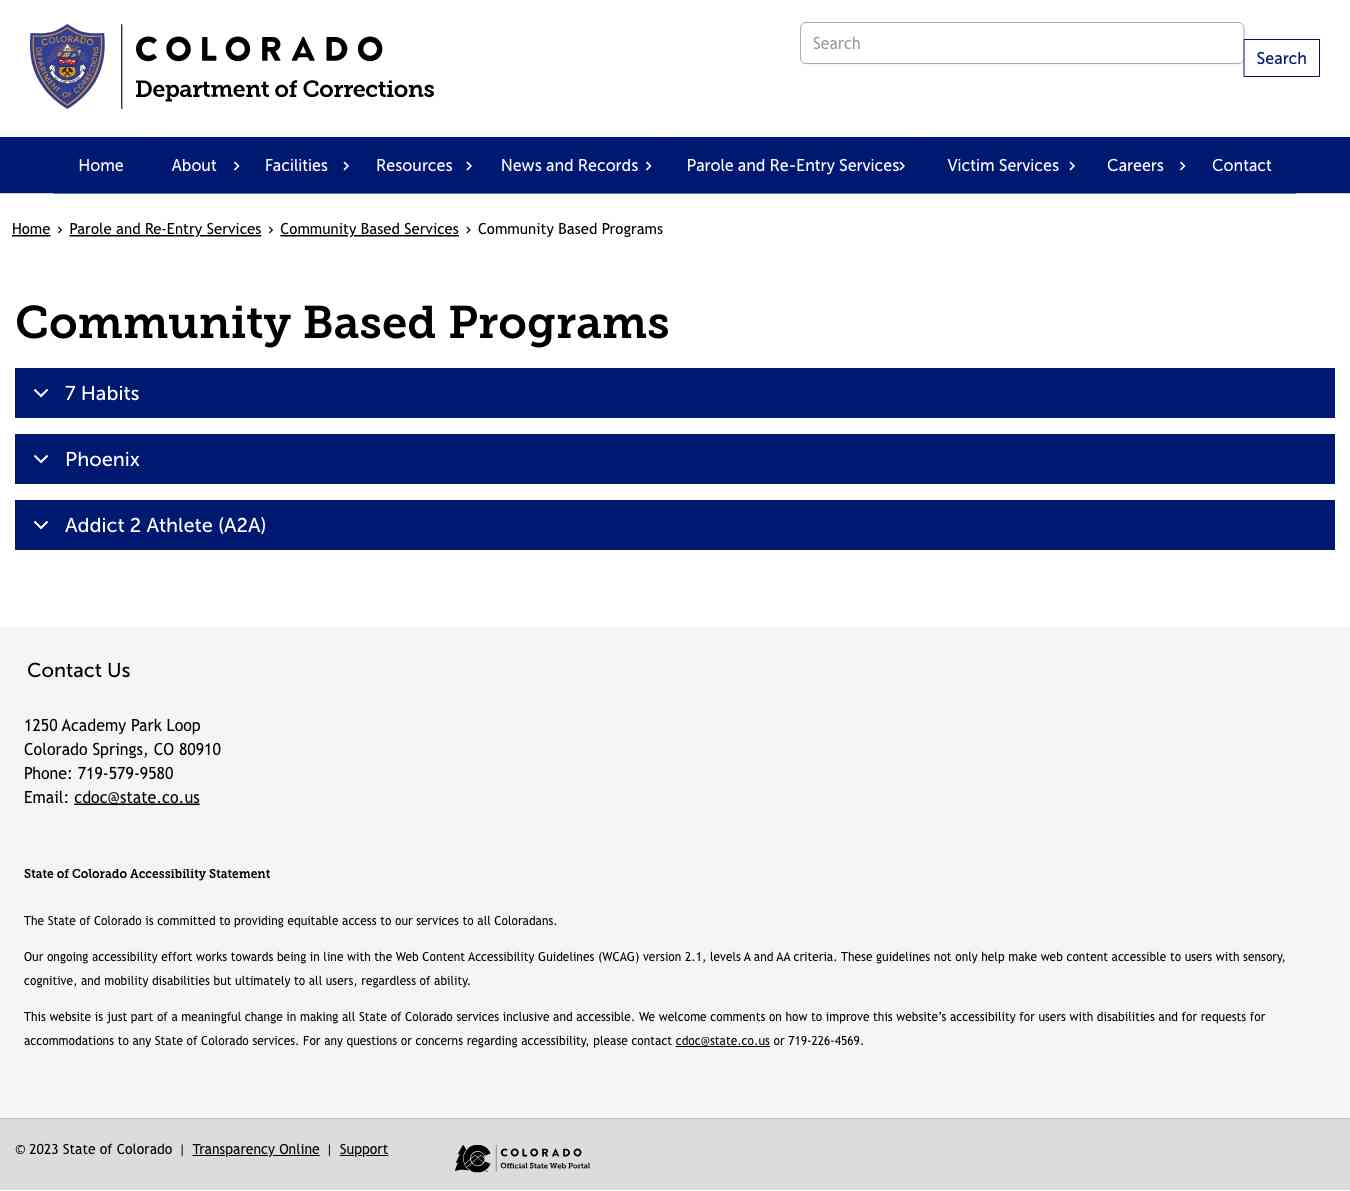 COLORADO
Department of Corrections
Search
Search
Home About Facilities Resources News and Records Parole and Re-Entry Services Victim Services Careers Contact
Home › Parole and Re-Entry Services › Community Based Services › Community Based Programs
Community Based Programs
7 Habits
Phoenix
Addict 2 Athlete (A2A)
Contact Us
1250 Academy Park Loop
Colorado Springs, CO 80910
Phone: 719-579-9580
Email: cdoc@state.co.us
State of Colorado Accessibility Statement
The State of Colorado is committed to providing equitable access to our services to all Coloradans.
Our ongoing accessibility effort works towards being in line with the Web Content Accessibility Guidelines (WCAG) version 2.1, levels A and AA criteria. These guidelines not only help make web content accessible to users with sensory,
cognitive, and mobility disabilities but ultimately to all users, regardless of ability.
This website is just part of a meaningful change in making all State of Colorado services inclusive and accessible. We welcome comments on how to improve this website's accessibility for users with disabilities and for requests for
accommodations to any State of Colorado services. For any questions or concerns regarding accessibility, please contact cdoc@state.co.us or 719-226-4569.
© 2023 State of Colorado | Transparency Online | Support
COLORADO
Official State Web Portal